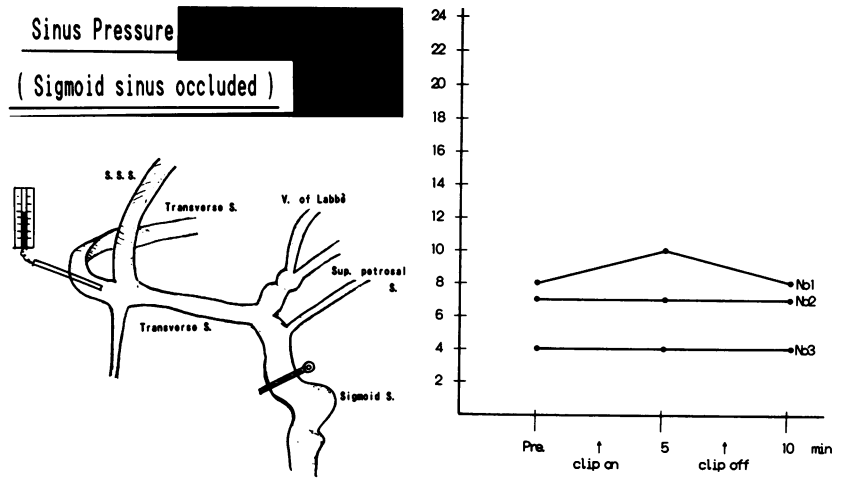 Sinus Pressure
( Sigmoid sinus occluded )
S.S.S.
Transverse S.
V. of Labbè
Sup. petrosal
S.
Transverse S.
Sigmoid S.
24
22
20
18
16
14
12
10
8
6
4
2
No1
No2
No3
Pre. 5 10 min
↑ ↑
clip on clip off